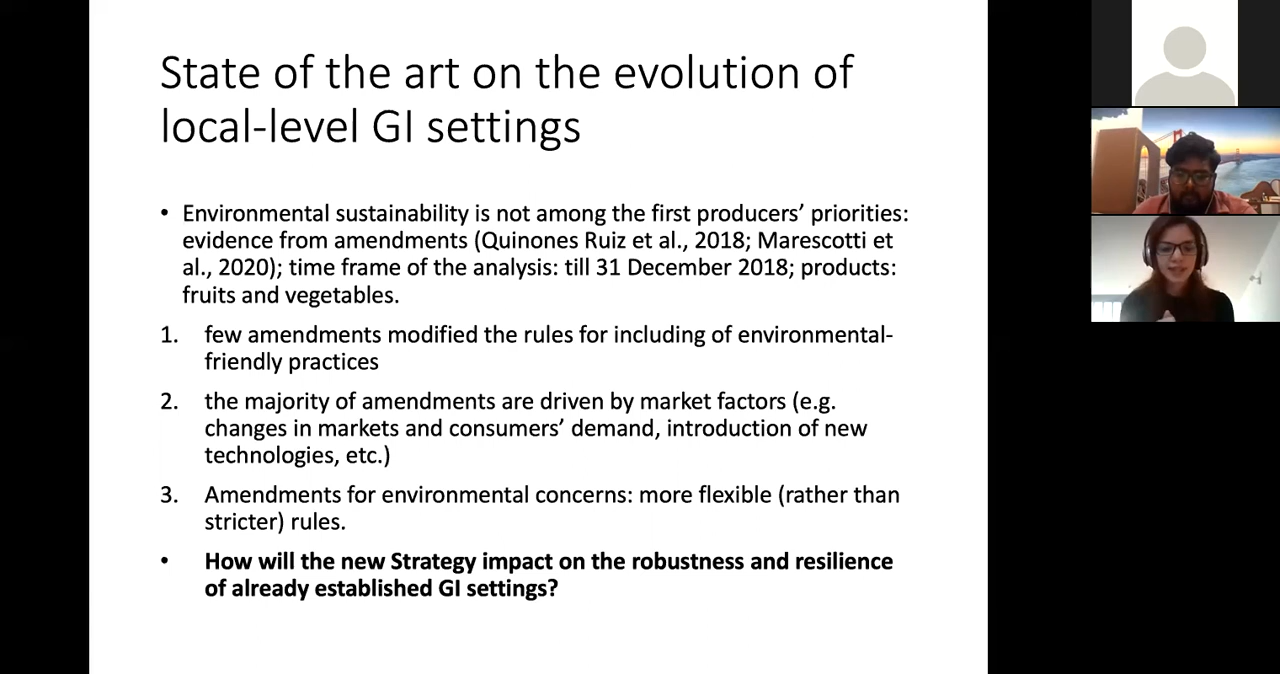 State of the art on the evolution of
local-level GI settings
• Environmental sustainability is not among the first producers’ priorities:
evidence from amendments (Quinones Ruiz et al., 2018; Marescotti et
al., 2020); time frame of the analysis: till 31 December 2018; products:
fruits and vegetables.
1. few amendments modified the rules for including of environmental-
friendly practices
2. the majority of amendments are driven by market factors (e.g.
changes in markets and consumers’ demand, introduction of new
technologies, etc.)
3. Amendments for environmental concerns: more flexible (rather than
stricter) rules.
• How will the new Strategy impact on the robustness and resilience
of already established GI settings?